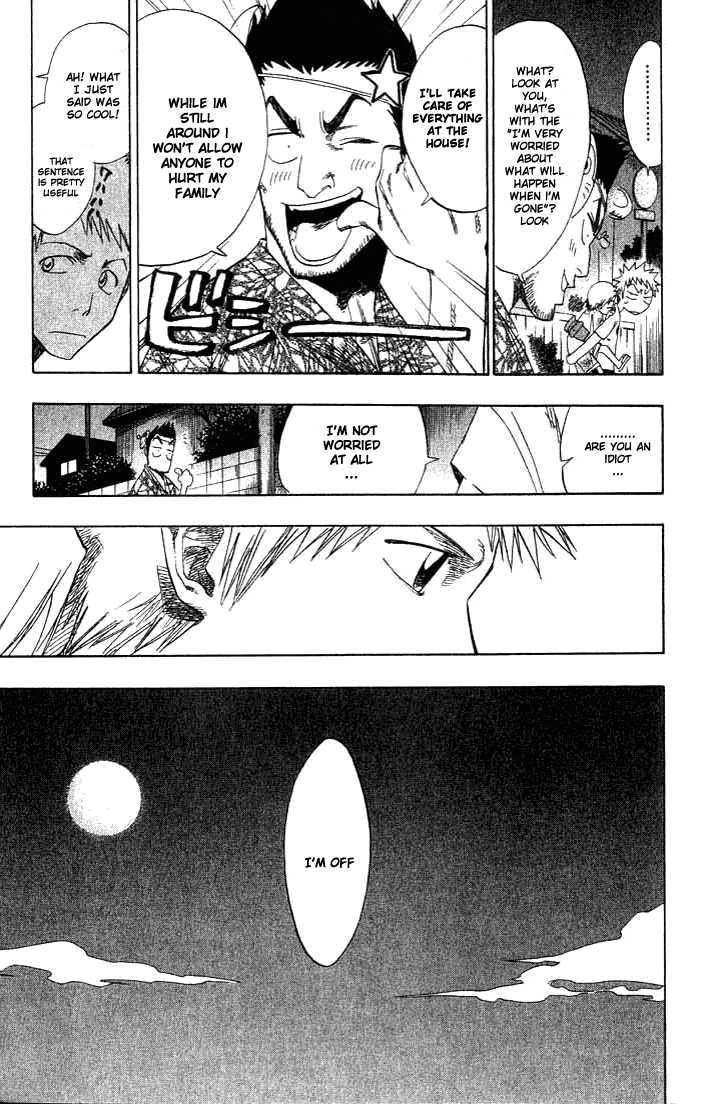 ..........
WHAT?
LOOK AT
YOU,
WHAT'S
WITH THE
"I'M VERY
WORRIED
ABOUT
WHAT WILL
HAPPEN
WHEN I'M
GONE"?
LOOK
I'LL TAKE
CARE OF
EVERYTHING
AT THE
HOUSE!
WHILE IM
STILL
AROUND I
WON'T ALLOW
ANYONE TO
HURT MY
FAMILY
ビシーー
AH! WHAT
I JUST
SAID WAS
SO COOL!
THAT
SENTENCE
IS PRETTY
USEFUL
.........
ARE YOU AN
IDIOT
...
I'M NOT
WORRIED
AT ALL
...
I'M OFF